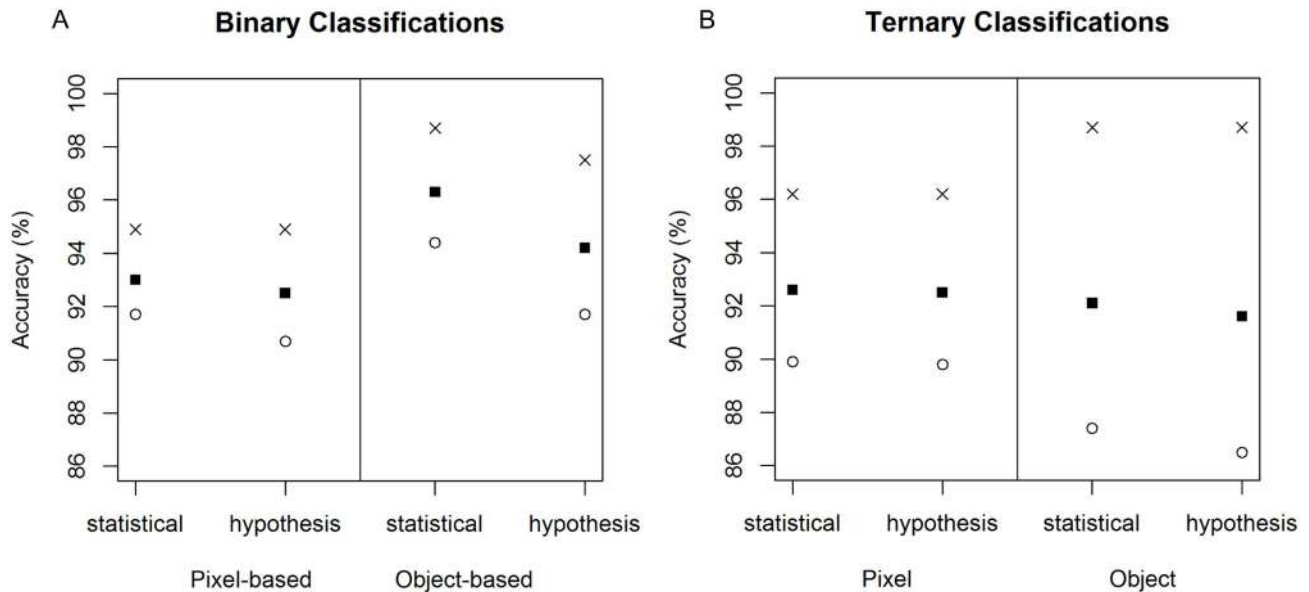 A
Binary Classifications
Accuracy (%)
100
98
96
94
92
90
88
86
statistical hypothesis statistical hypothesis
Pixel-based Object-based
B
Ternary Classifications
Accuracy (%)
100
98
96
94
92
90
88
86
statistical hypothesis statistical hypothesis
Pixel Object